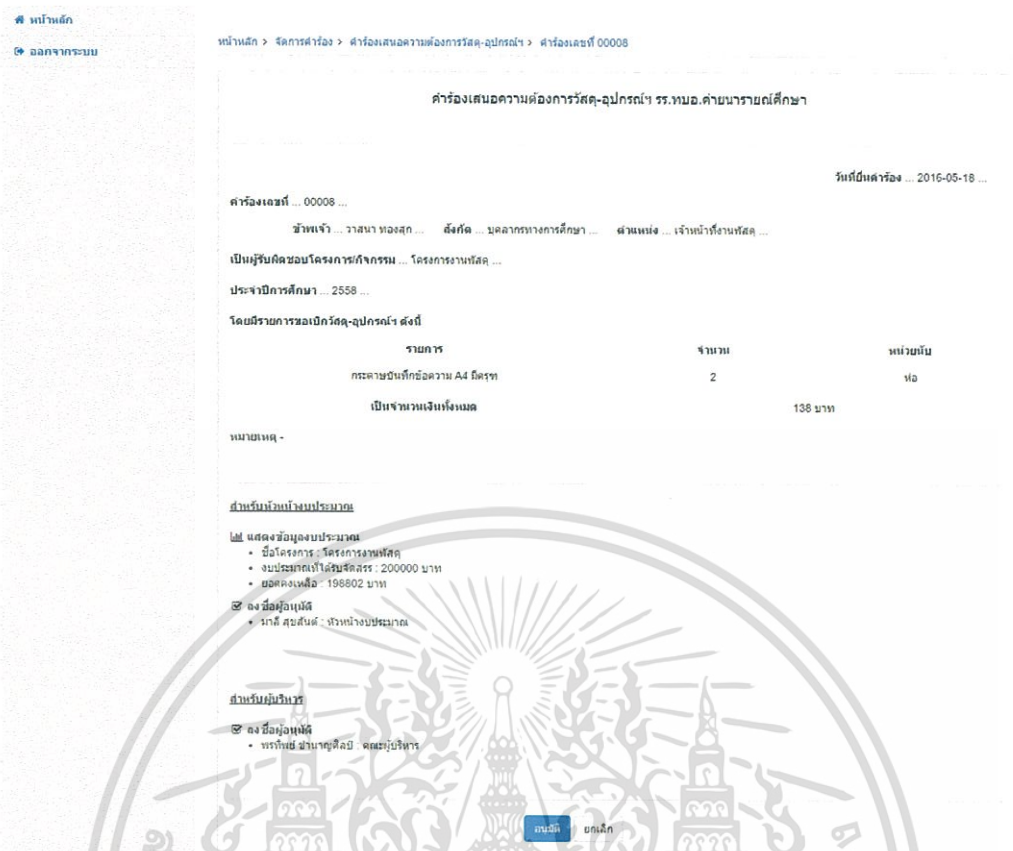 หน้าหลัก
ออกจากระบบ
หน้าหลัก > จัดการคำร้อง > คำร้องเสนอความต้องการวัสดุ-อุปกรณ์ฯ > คำร้องเลขที่ 00008
คำร้องเสนอความต้องการวัสดุ-อุปกรณ์ฯ รร.ทบอ.ค่ายนารายณ์ศึกษา
วันที่ยื่นคำร้อง ... 2016-05-18 ...
คำร้องเลขที่ ... 00008 ...
ข้าพเจ้า ... วาสนา ทองสุก ... สังกัด ... บุคลากรทางการศึกษา ... ตำแหน่ง ... เจ้าหน้าที่งานพัสดุ ...
เป็นผู้รับผิดชอบโครงการ/กิจกรรม ... โครงการงานพัสดุ ...
ประจำปีการศึกษา ... 2558 ...
โดยมีรายการขอเบิกวัสดุ-อุปกรณ์ฯ ดังนี้
รายการ จำนวน หน่วยนับ
กระดาษบันทึกข้อความ A4 มีครุฑ 2 ห่อ
เป็นจำนวนเงินทั้งหมด 138 บาท
หมายเหตุ -
สำหรับหัวหน้างบประมาณ
แสดงข้อมูลงบประมาณ
• ชื่อโครงการ : โครงการงานพัสดุ
• งบประมาณที่ได้รับจัดสรร : 200000 บาท
• ยอดคงเหลือ : 198802 บาท
ลงชื่อผู้อนุมัติ
• มาลี สุขสันต์ : หัวหน้างบประมาณ
สำหรับผู้บริหาร
ลงชื่อผู้อนุมัติ
• พรทิพย์ ชำนาญศิลป์ : คณะผู้บริหาร
อนุมัติ ยกเลิก